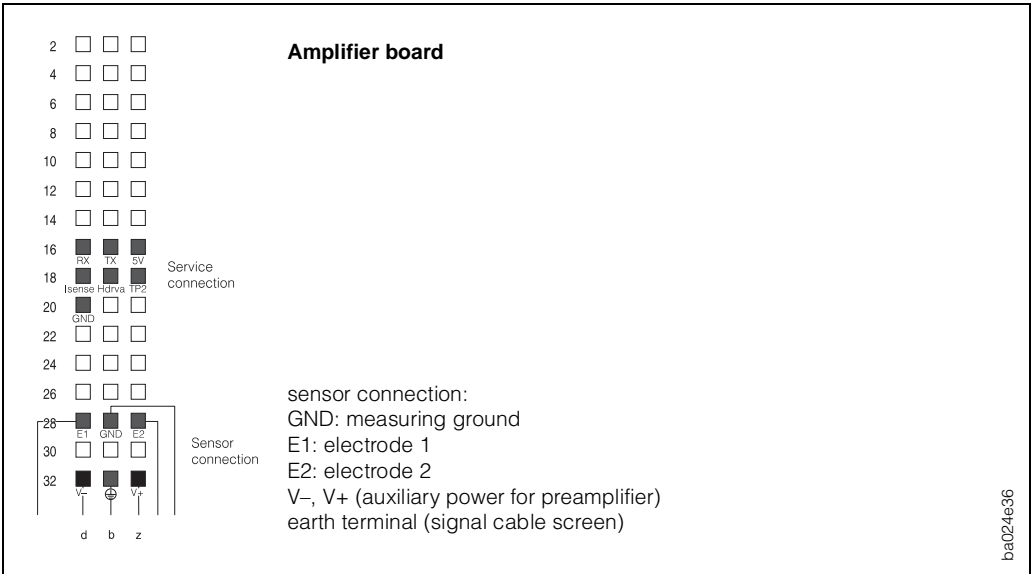 Amplifier board
2
4
6
8
10
12
14
16
RX TX 5V
18
Isense Hdrva TP2
Service
connection
20
GND
22
24
26
28
E1 GND E2
30
Sensor
connection
32
V– V+
d b z
sensor connection:
GND: measuring ground
E1: electrode 1
E2: electrode 2
V–, V+ (auxiliary power for preamplifier)
earth terminal (signal cable screen)
ba024e36